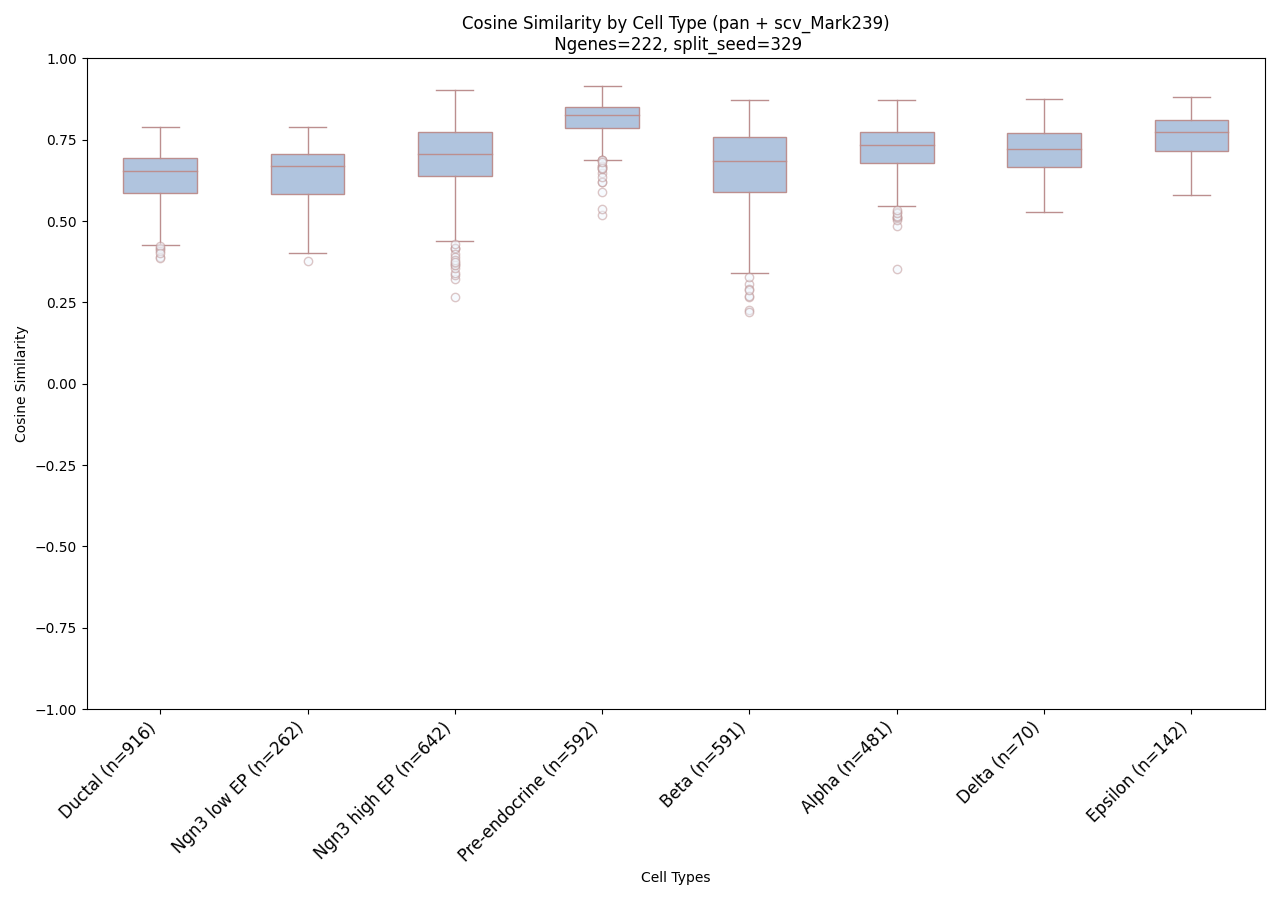 Cosine Similarity by Cell Type (pan + scv_Mark239)
Ngenes=222, split_seed=329
1.00
0.75
0.50
0.25
0.00
−0.25
−0.50
−0.75
−1.00
Cosine Similarity
Ductal (n=916)
Ngn3 low EP (n=262)
Ngn3 high EP (n=642)
Pre-endocrine (n=592)
Beta (n=591)
Alpha (n=481)
Delta (n=70)
Epsilon (n=142)
Cell Types